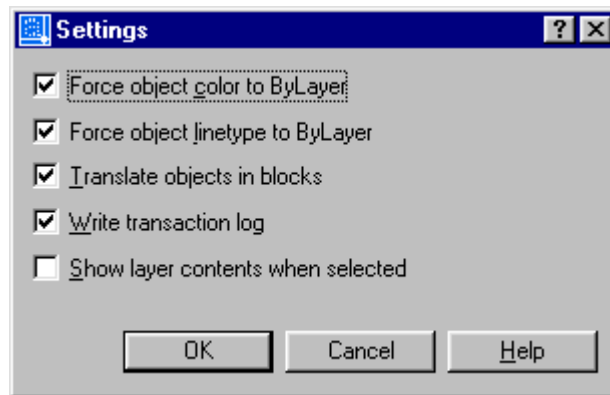 Settings
Force object color to ByLayer
Force object linetype to ByLayer
Translate objects in blocks
Write transaction log
Show layer contents when selected
OK Cancel Help